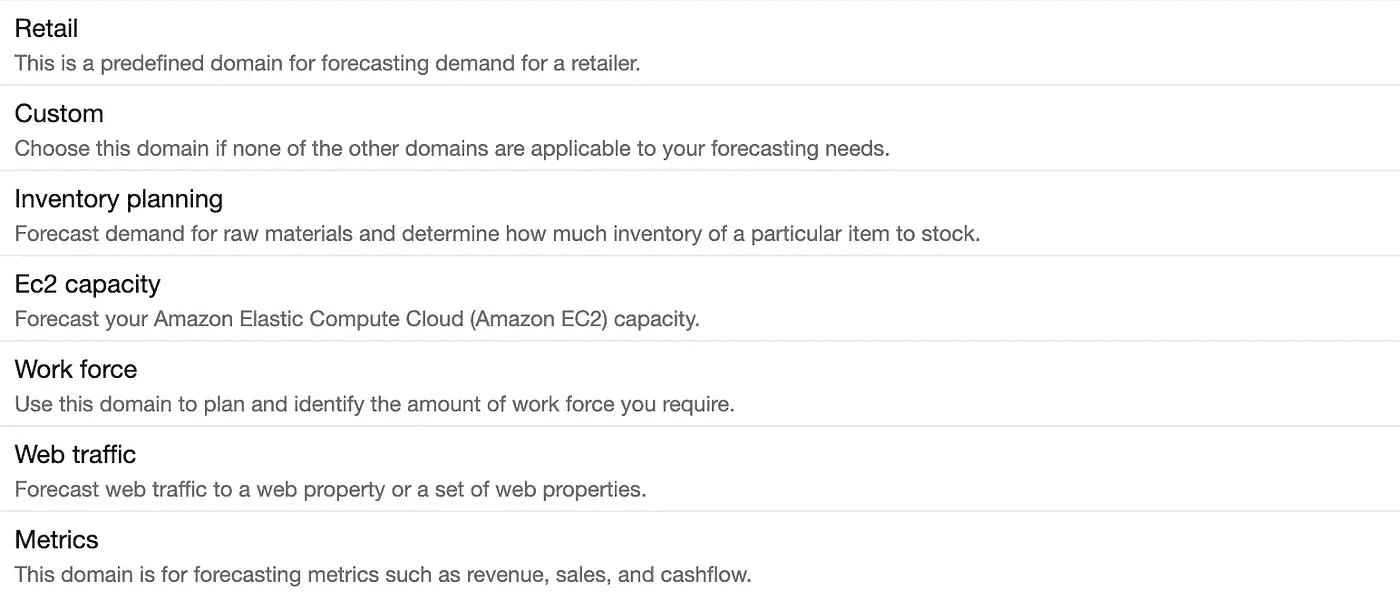 Retail
This is a predefined domain for forecasting demand for a retailer.
Custom
Choose this domain if none of the other domains are applicable to your forecasting needs.
Inventory planning
Forecast demand for raw materials and determine how much inventory of a particular item to stock.
Ec2 capacity
Forecast your Amazon Elastic Compute Cloud (Amazon EC2) capacity.
Work force
Use this domain to plan and identify the amount of work force you require.
Web traffic
Forecast web traffic to a web property or a set of web properties.
Metrics
This domain is for forecasting metrics such as revenue, sales, and cashflow.